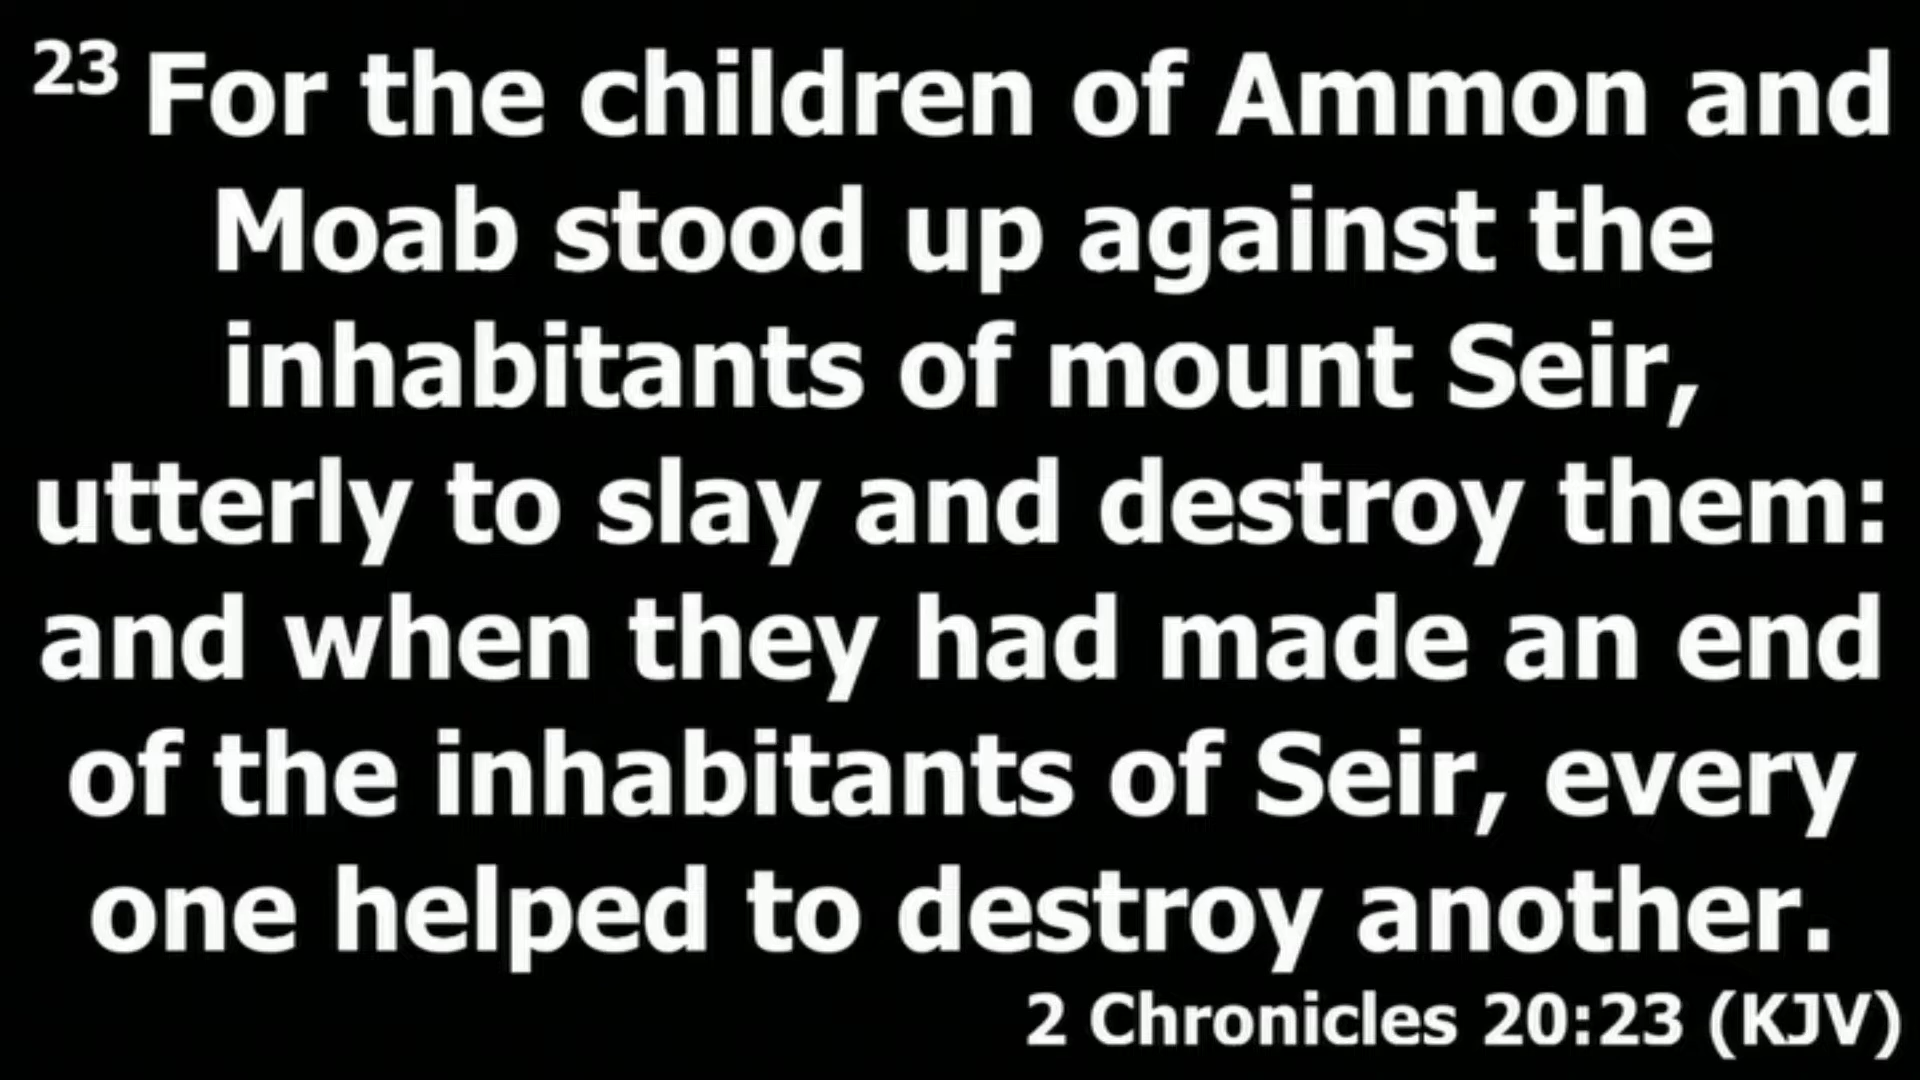 23 For the children of Ammon and
Moab stood up against the
inhabitants of mount Seir,
utterly to slay and destroy them:
and when they had made an end
of the inhabitants of Seir, every
one helped to destroy another.
2 Chronicles 20:23 (KJV)